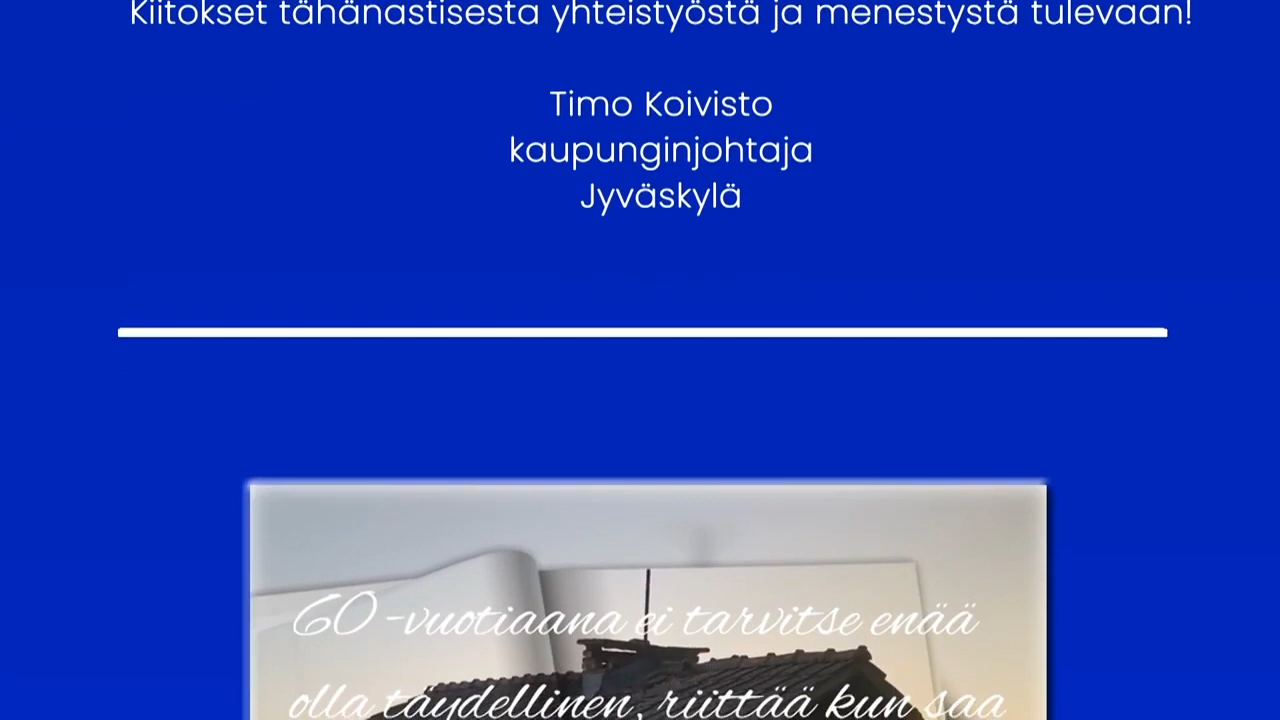 Kiitokset tähänastisesta yhteistyöstä ja menestystä tulevaan!
Timo Koivisto
kaupunginjohtaja
Jyväskylä
60 -vuotiaana ei tarvitse enää
olla täydellinen, riittää kun saa